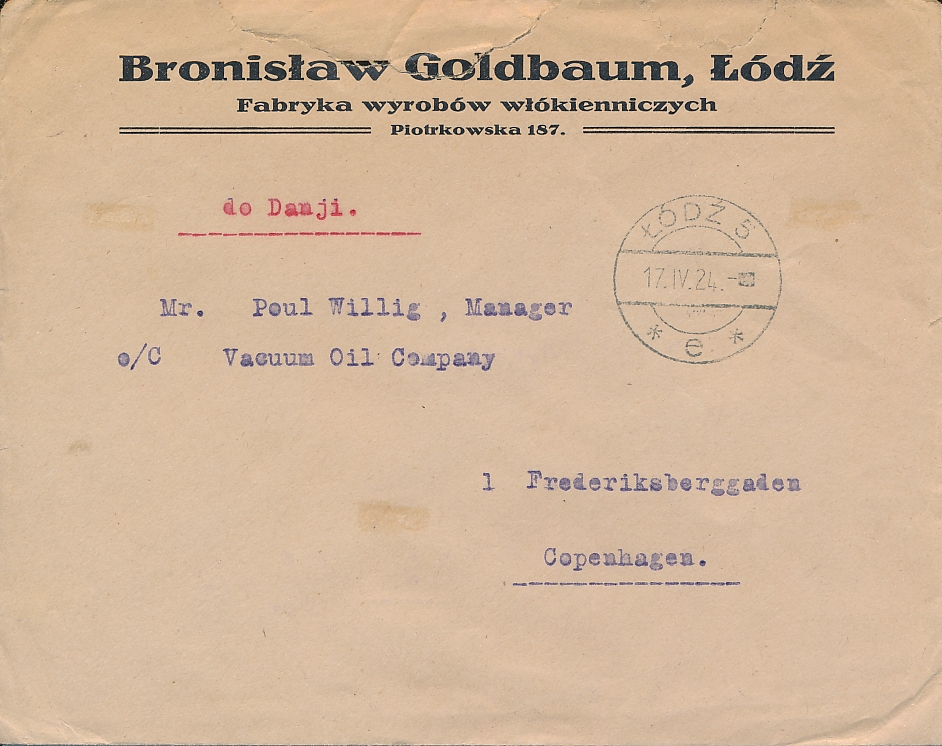 Bronisław Goldbaum, Łódź
Fabryka wyrobów włókienniczych
Piotrkowska 187.
do Danji.
ŁÓDŹ 5
17.IV.24.-
* e *
Mr. Poul Willig , Manager
c/C Vacuum Oil Company
1 Frederiksberggaden
Copenhagen.